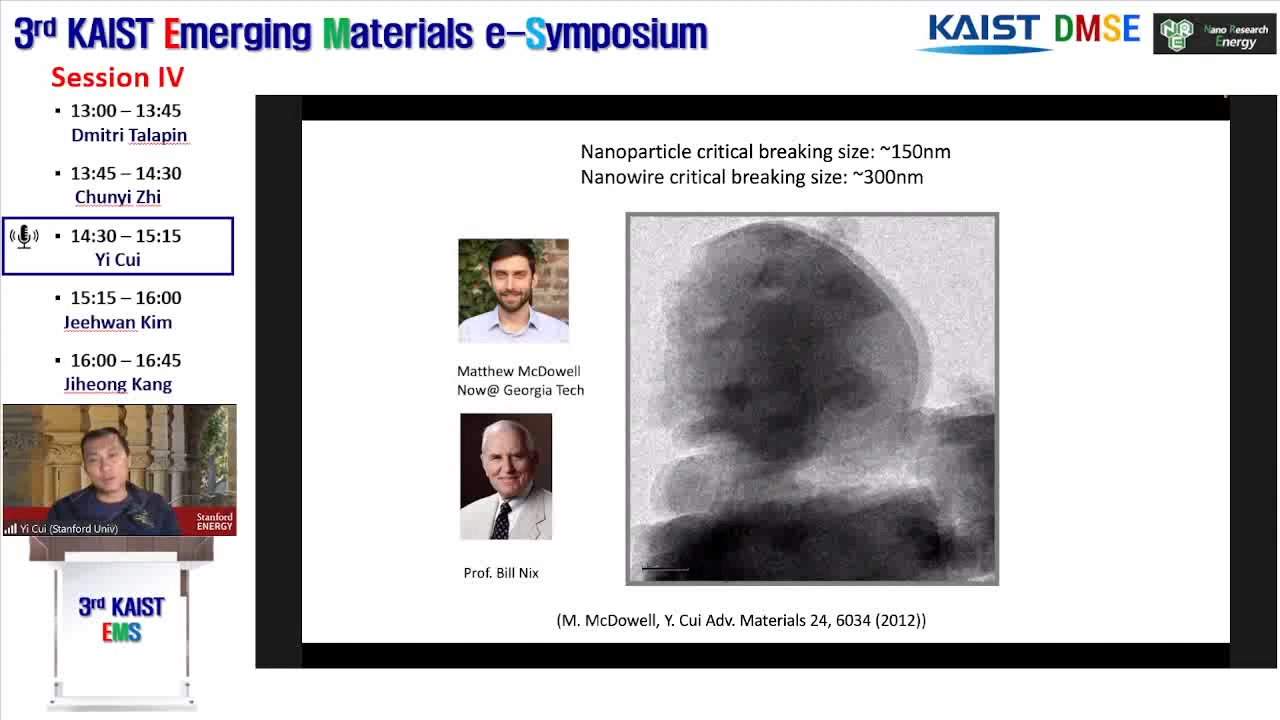 3rd KAIST Emerging Materials e-Symposium
KAIST DMSE
NRE
Nano Research
Energy
Session IV
▪ 13:00 – 13:45
Dmitri Talapin
▪ 13:45 – 14:30
Chunyi Zhi
▪ 14:30 – 15:15
Yi Cui
▪ 15:15 – 16:00
Jeehwan Kim
▪ 16:00 – 16:45
Jiheong Kang
Stanford
ENERGY
Yi Cui (Stanford Univ)
3rd KAIST
EMS
Nanoparticle critical breaking size: ~150nm
Nanowire critical breaking size: ~300nm
Matthew McDowell
Now@ Georgia Tech
Prof. Bill Nix
(M. McDowell, Y. Cui Adv. Materials 24, 6034 (2012))